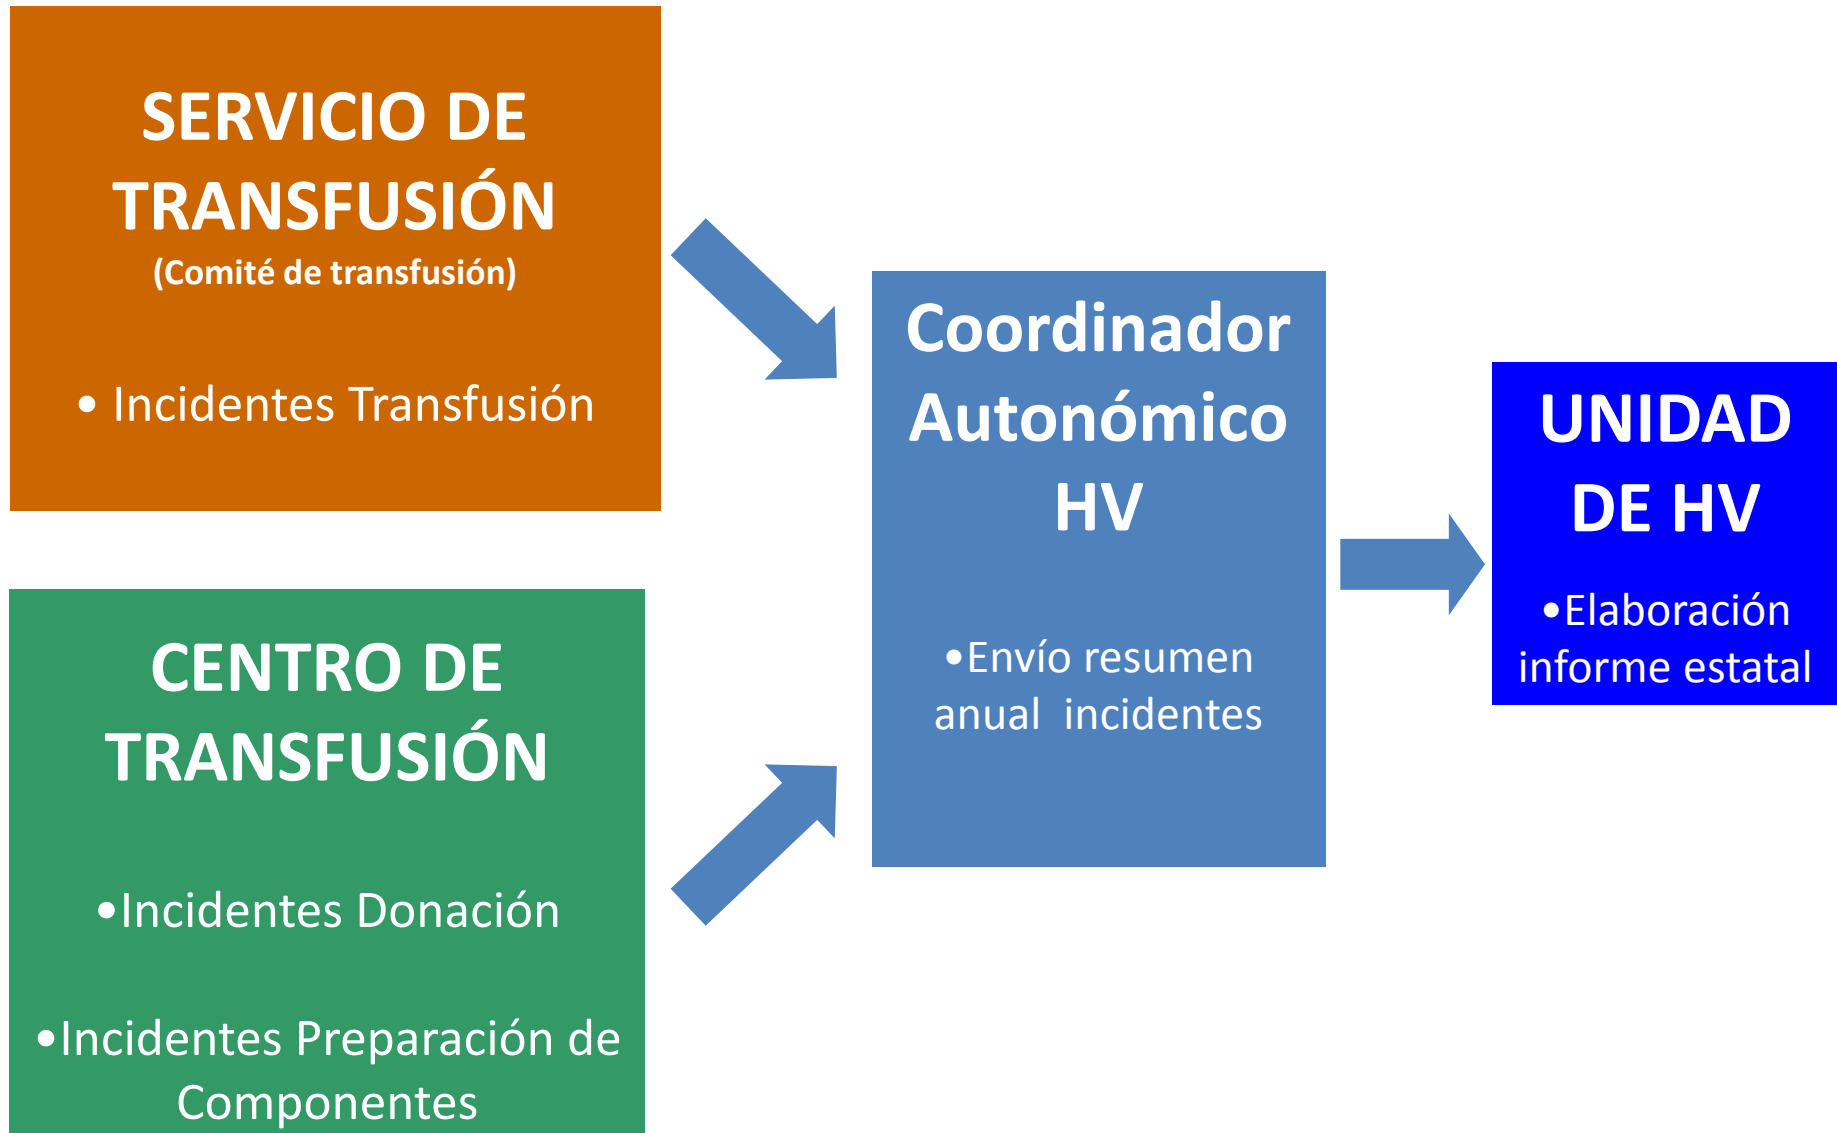 SERVICIO DE
TRANSFUSIÓN
(Comité de transfusión)
• Incidentes Transfusión
CENTRO DE
TRANSFUSIÓN
•Incidentes Donación
•Incidentes Preparación de
Componentes
Coordinador
Autonómico
HV
•Envío resumen
anual incidentes
UNIDAD
DE HV
•Elaboración
informe estatal